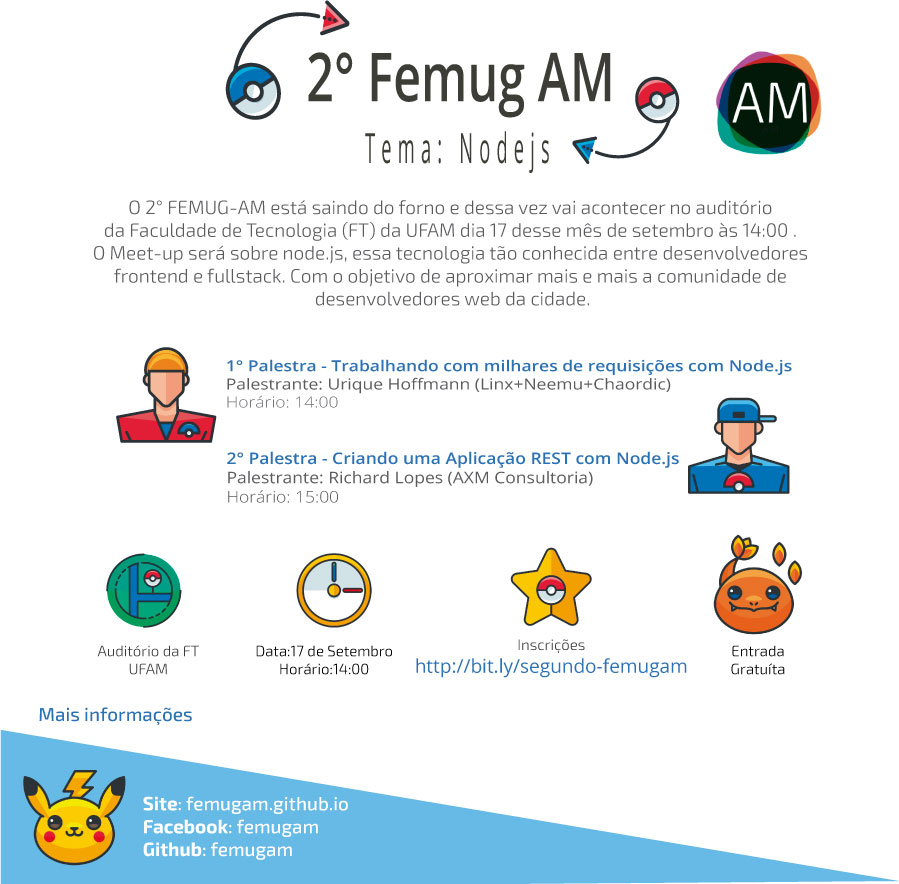 2° Femug AM
AM
Tema: Nodejs
O 2° FEMUG-AM está saindo do forno e dessa vez vai acontecer no auditório
da Faculdade de Tecnologia (FT) da UFAM dia 17 desse mês de setembro às 14:00 .
O Meet-up será sobre node.js, essa tecnologia tão conhecida entre desenvolvedores
frontend e fullstack. Com o objetivo de aproximar mais e mais a comunidade de
desenvolvedores web da cidade.
1° Palestra - Trabalhando com milhares de requisições com Node.js
Palestrante: Urique Hoffmann (Linx+Neemu+Chaordic)
Horário: 14:00
2° Palestra - Criando uma Aplicação REST com Node.js
Palestrante: Richard Lopes (AXM Consultoria)
Horário: 15:00
Auditório da FT
UFAM
Data:17 de Setembro
Horário:14:00
Inscrições
http://bit.ly/segundo-femugam
Entrada
Gratuíta
Mais informações
Site: femugam.github.io
Facebook: femugam
Github: femugam